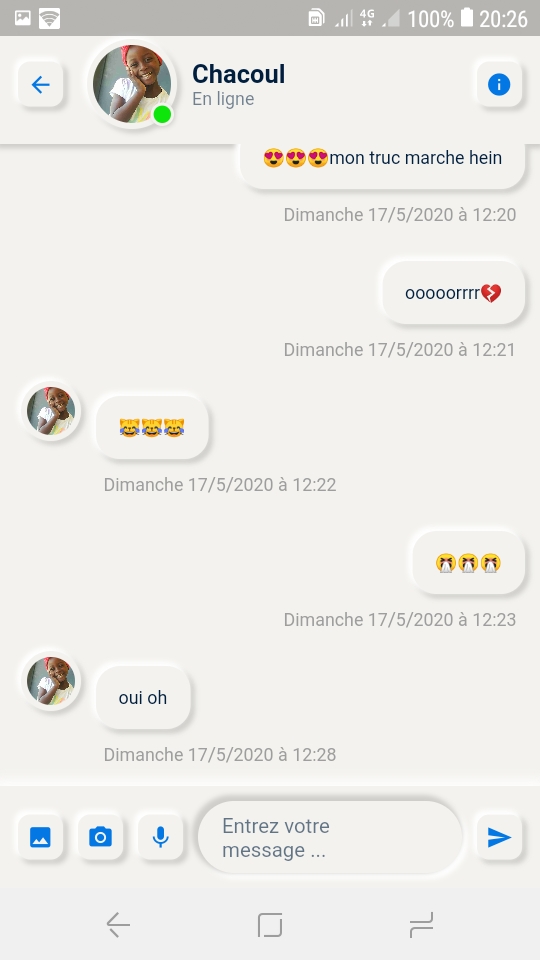 4G 100% 20:26
Chacoul
En ligne
😍😍😍mon truc marche hein
Dimanche 17/5/2020 à 12:20
ooooorrrr💔
Dimanche 17/5/2020 à 12:21
😹😹😹
Dimanche 17/5/2020 à 12:22
🤧🤧🤧
Dimanche 17/5/2020 à 12:23
oui oh
Dimanche 17/5/2020 à 12:28
Entrez votre
message ...